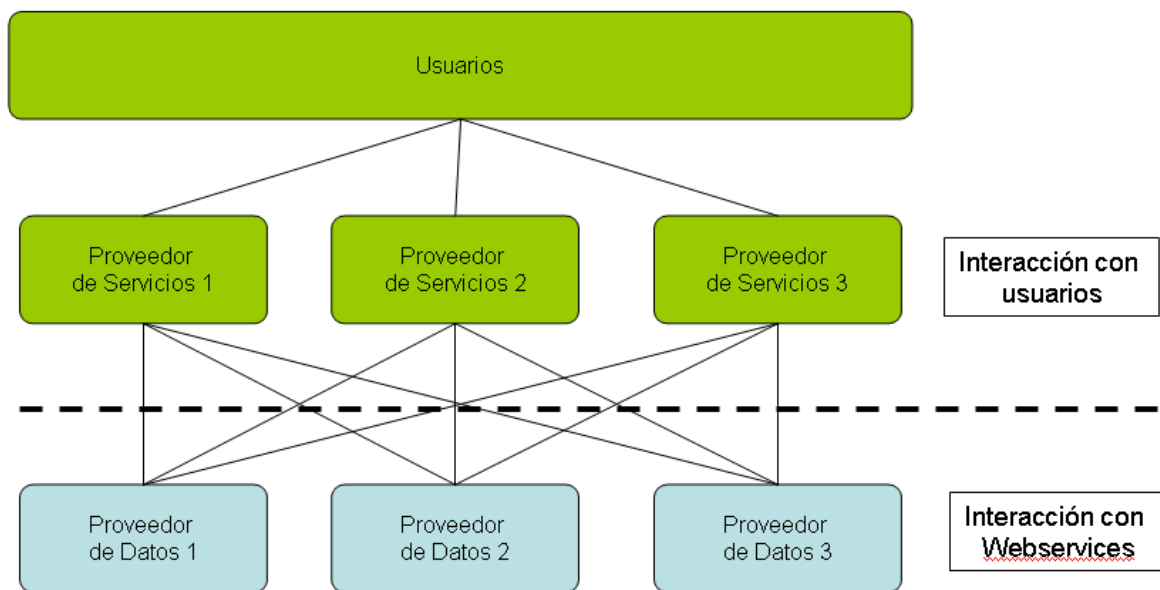 Usuarios
Proveedor
de Servicios 1
Proveedor
de Servicios 2
Proveedor
de Servicios 3
Interacción con
usuarios
Proveedor
de Datos 1
Proveedor
de Datos 2
Proveedor
de Datos 3
Interacción con
Webservices